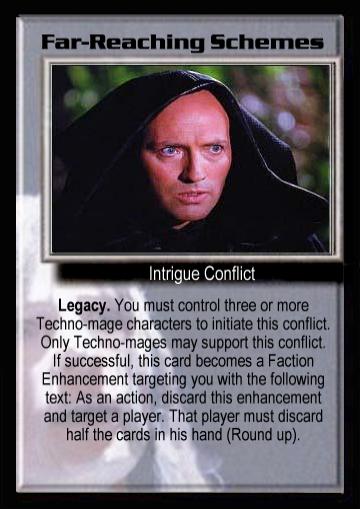 Far-Reaching Schemes
Intrigue Conflict
Legacy. You must control three or more
Techno-mage characters to initiate this conflict.
Only Techno-mages may support this conflict.
If successful, this card becomes a Faction
Enhancement targeting you with the following
text: As an action, discard this enhancement
and target a player. That player must discard
half the cards in his hand (Round up).